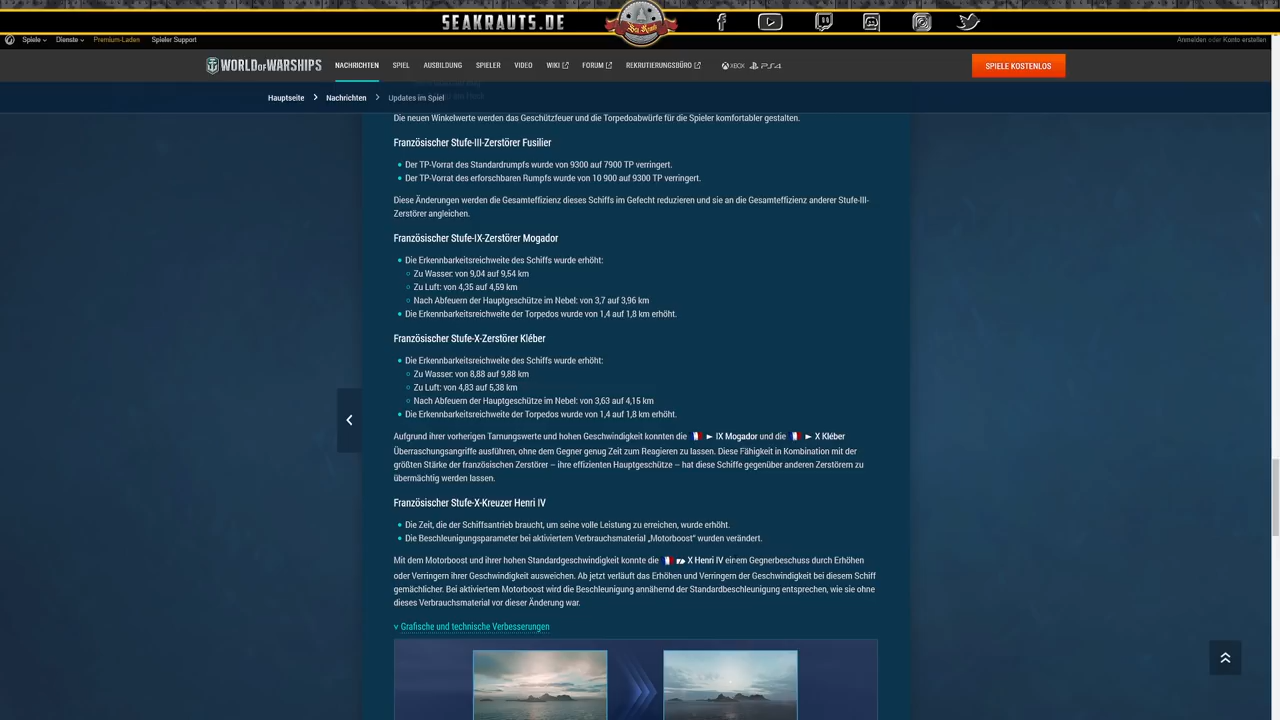 SEAKRAUTS.DE
Sea Krauts
Spiele
Dienste
Premium-Laden
Spieler Support
Anmelden oder Konto erstellen
WORLD OF WARSHIPS
NACHRICHTEN
SPIEL
AUSBILDUNG
SPIELER
VIDEO
WIKI
FORUM
REKRUTIERUNGSBÜRO
XBOX
PS4
SPIELE KOSTENLOS
Hauptseite
Nachrichten
Updates im Spiel
Die neuen Winkelwerte werden das Geschützfeuer und die Torpedoabwürfe für die Spieler komfortabler gestalten.
Französischer Stufe-III-Zerstörer Fusilier
Der TP-Vorrat des Standardrumpfs wurde von 9300 auf 7900 TP verringert.
Der TP-Vorrat des erforschbaren Rumpfs wurde von 10 900 auf 9300 TP verringert.
Diese Änderungen werden die Gesamteffizienz dieses Schiffs im Gefecht reduzieren und sie an die Gesamteffizienz anderer Stufe-III-
Zerstörer angleichen.
Französischer Stufe-IX-Zerstörer Mogador
Die Erkennbarkeitsreichweite des Schiffs wurde erhöht:
Zu Wasser: von 9,04 auf 9,54 km
Zu Luft: von 4,35 auf 4,59 km
Nach Abfeuern der Hauptgeschütze im Nebel: von 3,7 auf 3,96 km
Die Erkennbarkeitsreichweite der Torpedos wurde von 1,4 auf 1,8 km erhöht.
Französischer Stufe-X-Zerstörer Kléber
Die Erkennbarkeitsreichweite des Schiffs wurde erhöht:
Zu Wasser: von 8,88 auf 9,88 km
Zu Luft: von 4,83 auf 5,38 km
Nach Abfeuern der Hauptgeschütze im Nebel: von 3,63 auf 4,15 km
Die Erkennbarkeitsreichweite der Torpedos wurde von 1,4 auf 1,8 km erhöht.
Aufgrund ihrer vorherigen Tarnungswerte und hohen Geschwindigkeit konnten die IX Mogador und die X Kléber
Überraschungsangriffe ausführen, ohne dem Gegner genug Zeit zum Reagieren zu lassen. Diese Fähigkeit in Kombination mit der
größten Stärke der französischen Zerstörer – ihre effizienten Hauptgeschütze – hat diese Schiffe gegenüber anderen Zerstörern zu
übermächtig werden lassen.
Französischer Stufe-X-Kreuzer Henri IV
Die Zeit, die der Schiffsantrieb braucht, um seine volle Leistung zu erreichen, wurde erhöht.
Die Beschleunigungsparameter bei aktiviertem Verbrauchsmaterial „Motorboost“ wurden verändert.
Mit dem Motorboost und ihrer hohen Standardgeschwindigkeit konnte die X Henri IV einem Gegnerbeschuss durch Erhöhen
oder Verringern ihrer Geschwindigkeit ausweichen. Ab jetzt verläuft das Erhöhen und Verringern der Geschwindigkeit bei diesem Schiff
gemächlicher. Bei aktiviertem Motorboost wird die Beschleunigung annähernd der Standardbeschleunigung entsprechen, wie sie ohne
dieses Verbrauchsmaterial vor dieser Änderung war.
Grafische und technische Verbesserungen